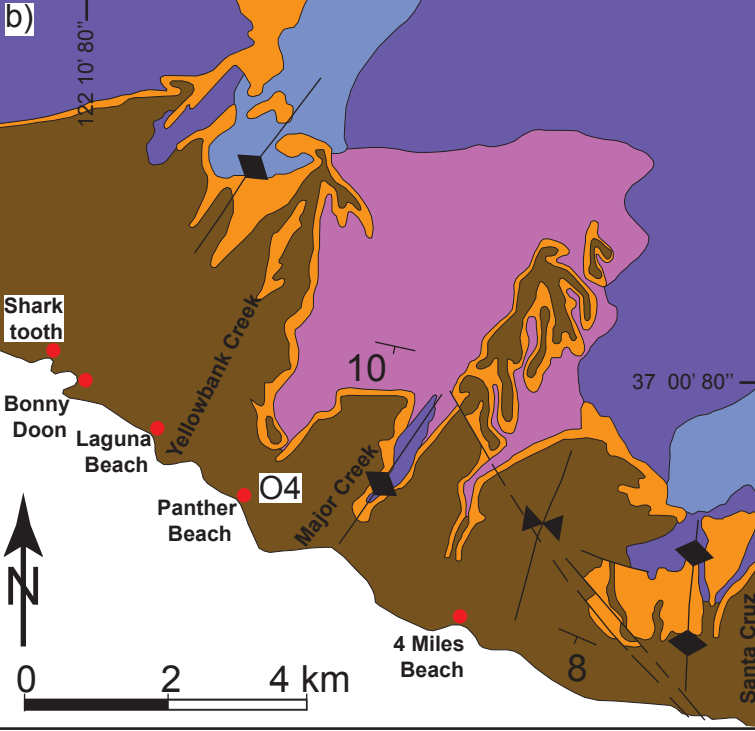 b)
122 10' 80"
Shark
tooth
Bonny
Doon
Laguna
Beach
Yellowbank Creek
10
37 00' 80"
Panther
Beach
O4
Major Creek
N
4 Miles
Beach
8
Santa Cruz
0 2 4 km